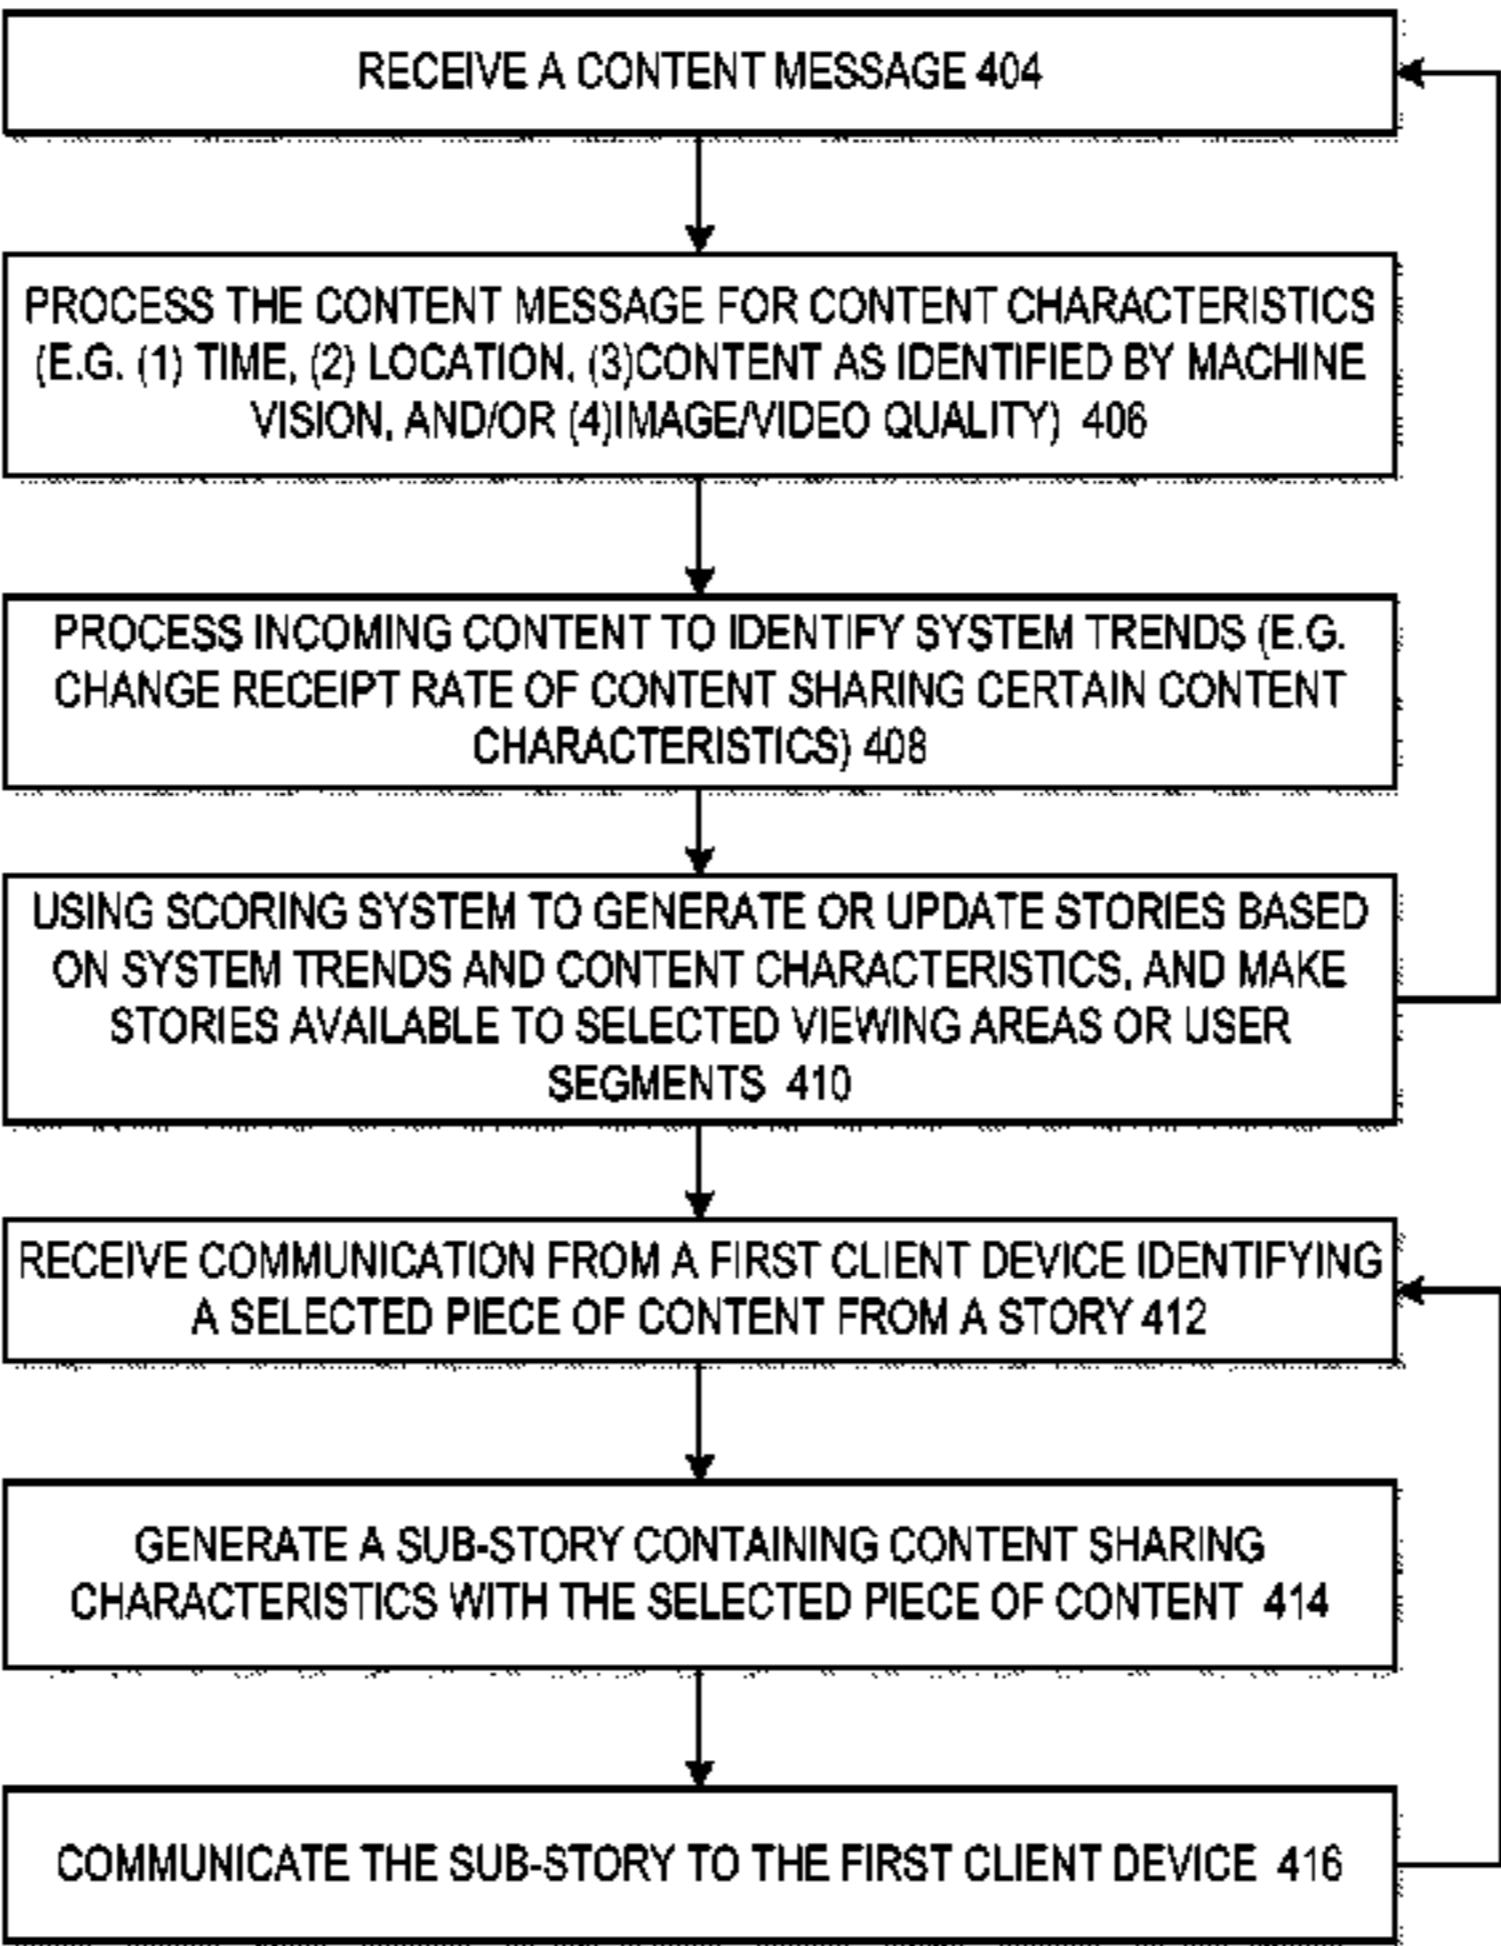 RECEIVE A CONTENT MESSAGE 404
PROCESS THE CONTENT MESSAGE FOR CONTENT CHARACTERISTICS
(E.G. (1) TIME, (2) LOCATION, (3)CONTENT AS IDENTIFIED BY MACHINE
VISION, AND/OR (4)IMAGE/VIDEO QUALITY) 406
PROCESS INCOMING CONTENT TO IDENTIFY SYSTEM TRENDS (E.G.
CHANGE RECEIPT RATE OF CONTENT SHARING CERTAIN CONTENT
CHARACTERISTICS) 408
USING SCORING SYSTEM TO GENERATE OR UPDATE STORIES BASED
ON SYSTEM TRENDS AND CONTENT CHARACTERISTICS, AND MAKE
STORIES AVAILABLE TO SELECTED VIEWING AREAS OR USER
SEGMENTS 410
RECEIVE COMMUNICATION FROM A FIRST CLIENT DEVICE IDENTIFYING
A SELECTED PIECE OF CONTENT FROM A STORY 412
GENERATE A SUB-STORY CONTAINING CONTENT SHARING
CHARACTERISTICS WITH THE SELECTED PIECE OF CONTENT 414
COMMUNICATE THE SUB-STORY TO THE FIRST CLIENT DEVICE 416